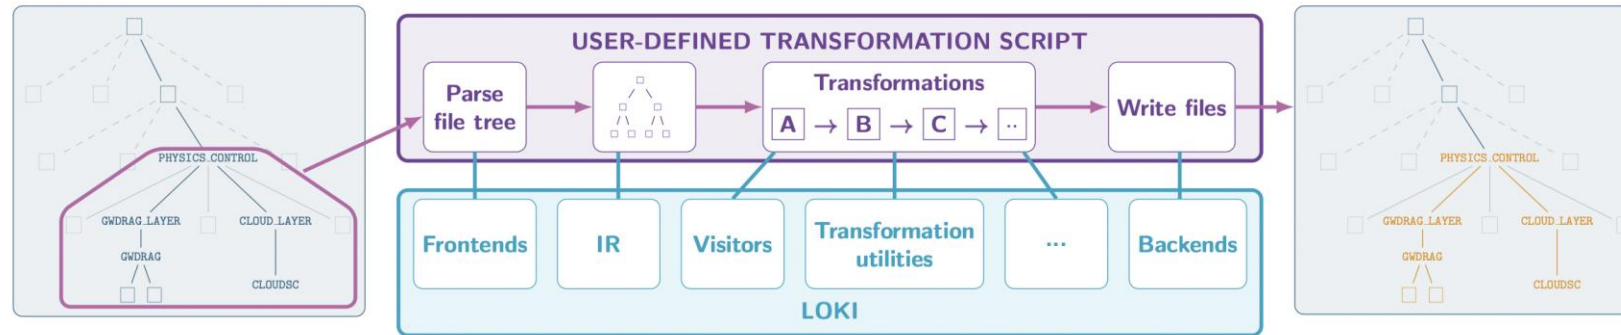 PHYSICS_CONTROL
GWDRAG_LAYER
CLOUD_LAYER
GWDRAG
CLOUDSC
USER-DEFINED TRANSFORMATION SCRIPT
Parse
file tree
Transformations
A → B → C → ··
Write files
Frontends
IR
Visitors
Transformation
utilities
...
Backends
LOKI
PHYSICS_CONTROL
GWDRAG_LAYER
CLOUD_LAYER
GWDRAG
CLOUDSC